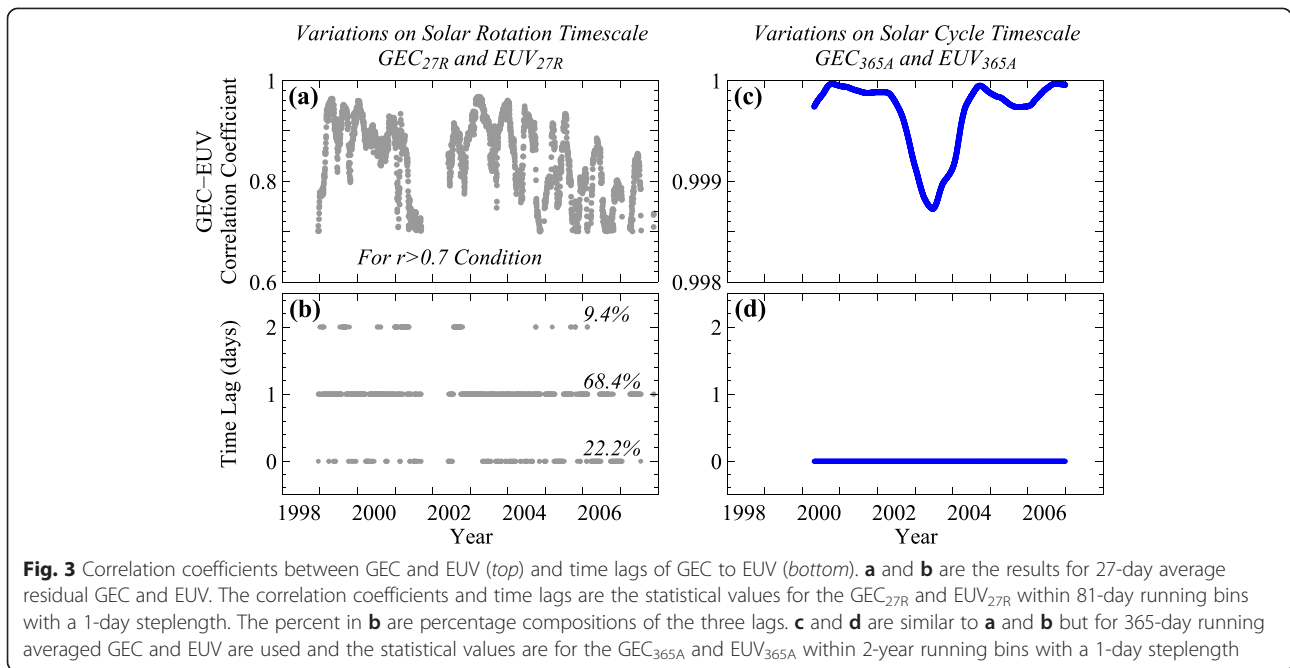 Variations on Solar Rotation Timescale
GEC27R and EUV27R
Variations on Solar Cycle Timescale
GEC365A and EUV365A
(a)
1
0.8
0.6
GEC−EUV
Correlation Coefficient
For r>0.7 Condition
(c)
1
0.999
0.998
(b)
2
1
0
Time Lag (days)
9.4%
68.4%
22.2%
1998 2000 2002 2004 2006
Year
(d)
2
1
0
1998 2000 2002 2004 2006
Year
Fig. 3 Correlation coefficients between GEC and EUV (top) and time lags of GEC to EUV (bottom). a and b are the results for 27-day average
residual GEC and EUV. The correlation coefficients and time lags are the statistical values for the GEC27R and EUV27R within 81-day running bins
with a 1-day steplength. The percent in b are percentage compositions of the three lags. c and d are similar to a and b but for 365-day running
averaged GEC and EUV are used and the statistical values are for the GEC365A and EUV365A within 2-year running bins with a 1-day steplength